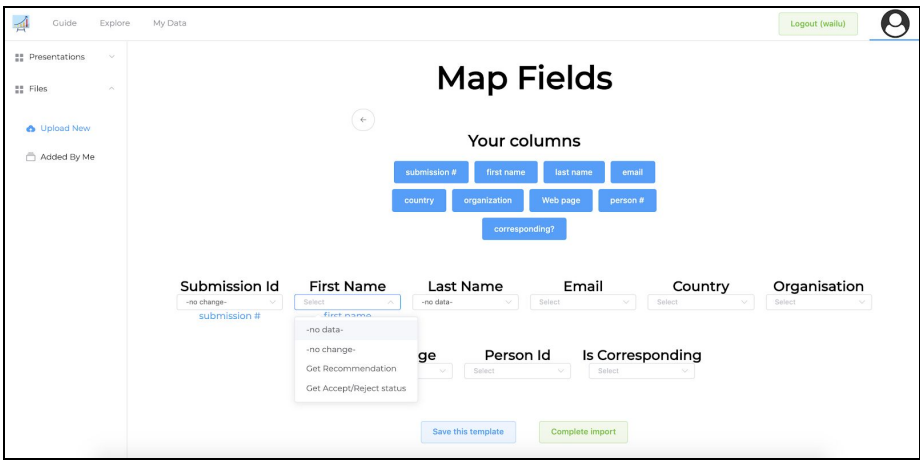 Guide Explore My Data Logout (wailu)
Presentations
Files
Upload New
Added By Me
Map Fields
Your columns
submission # first name last name email
country organization Web page person #
corresponding?
Submission Id First Name Last Name Email Country Organisation
-no change- Select -no data- Select Select Select
submission # first name
-no data-
-no change-
Get Recommendation
Get Accept/Reject status
ge Person Id Is Corresponding
Select Select
Save this template Complete import